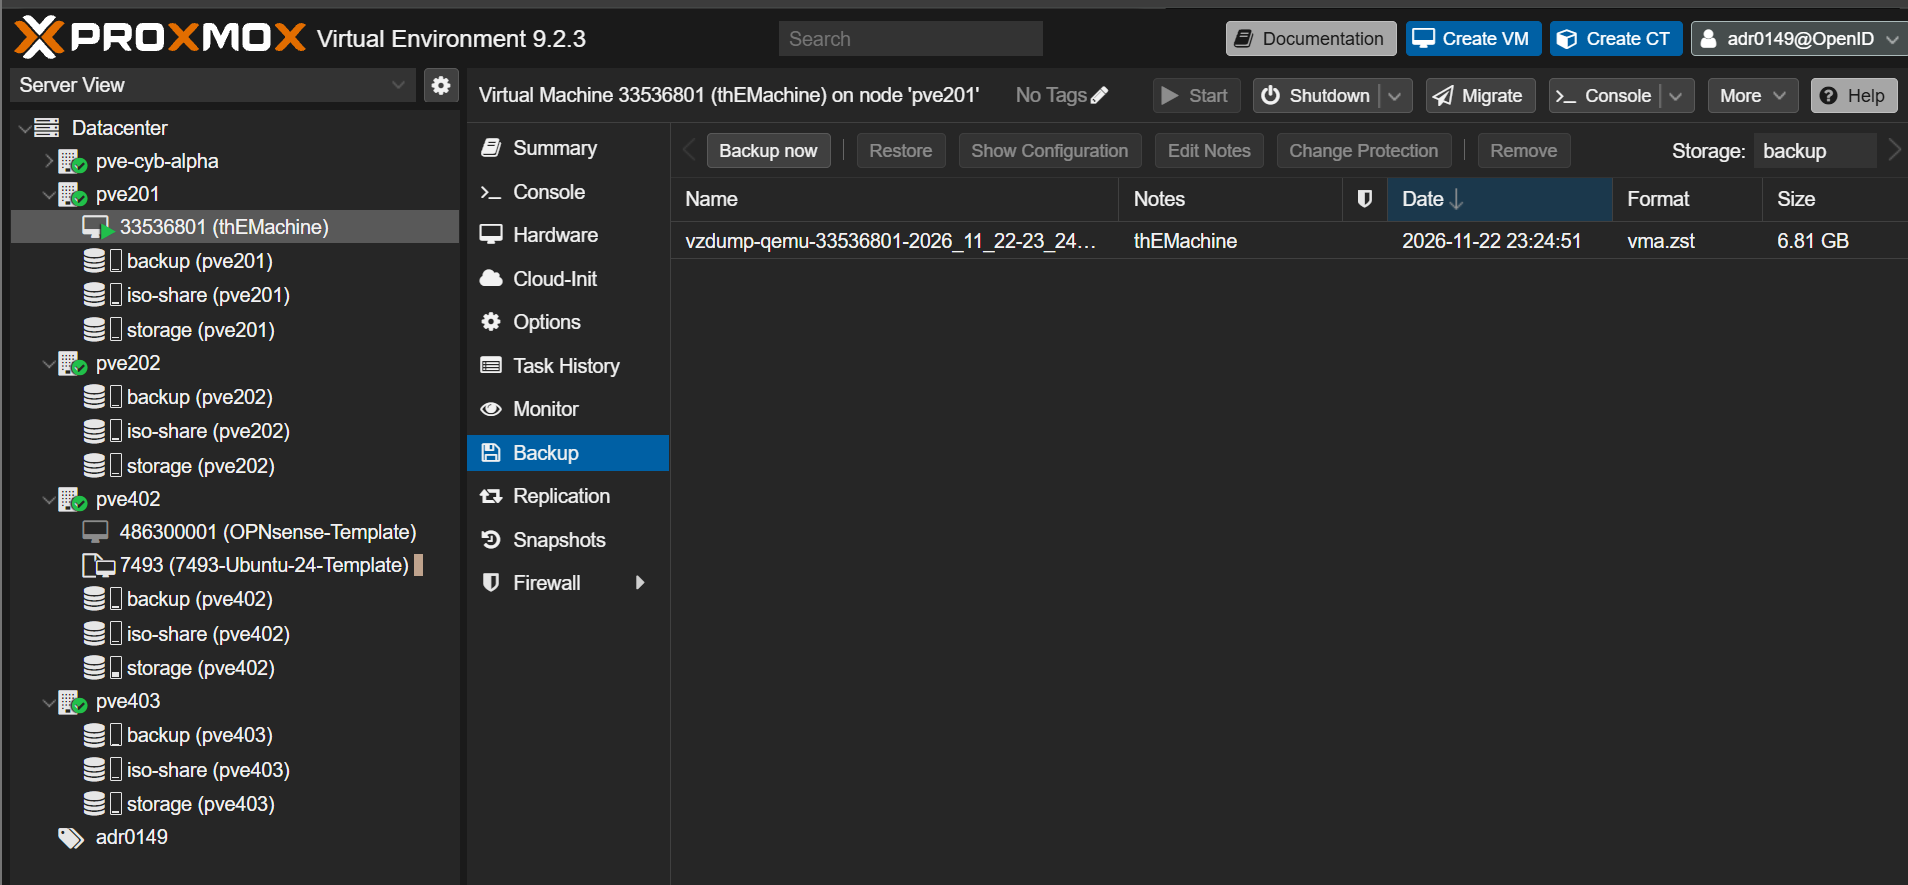 PROXMOX Virtual Environment 9.2.3
Search
Documentation
Create VM
Create CT
adr0149@OpenID
Server View
Datacenter
pve-cyb-alpha
pve201
33536801 (thEMachine)
backup (pve201)
iso-share (pve201)
storage (pve201)
pve202
backup (pve202)
iso-share (pve202)
storage (pve202)
pve402
486300001 (OPNsense-Template)
7493 (7493-Ubuntu-24-Template)
backup (pve402)
iso-share (pve402)
storage (pve402)
pve403
backup (pve403)
iso-share (pve403)
storage (pve403)
adr0149
Virtual Machine 33536801 (thEMachine) on node 'pve201'
No Tags
Start
Shutdown
Migrate
Console
More
Help
Summary
Console
Hardware
Cloud-Init
Options
Task History
Monitor
Backup
Replication
Snapshots
Firewall
Backup now
Restore
Show Configuration
Edit Notes
Change Protection
Remove
Storage: backup
Name Notes Date Format Size
vzdump-qemu-33536801-2026_11_22-23_24... thEMachine 2026-11-22 23:24:51 vma.zst 6.81 GB